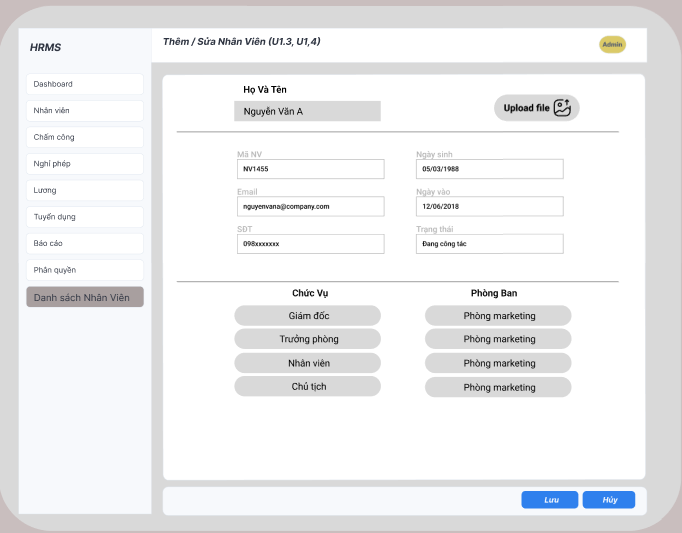 HRMS
Thêm / Sửa Nhân Viên (U1.3, U1,4)
Admin
Dashboard
Nhân viên
Chấm công
Nghỉ phép
Lương
Tuyển dụng
Báo cáo
Phân quyền
Danh sách Nhân Viên
Họ Và Tên
Nguyễn Văn A
Upload file
Mã NV
NV1455
Ngày sinh
05/03/1988
Email
nguyenvana@company.com
Ngày vào
12/06/2018
SĐT
098xxxxxx
Trạng thái
Đang công tác
Chức Vụ
Giám đốc
Trưởng phòng
Nhân viên
Chủ tịch
Phòng Ban
Phòng marketing
Phòng marketing
Phòng marketing
Phòng marketing
Lưu
Hủy